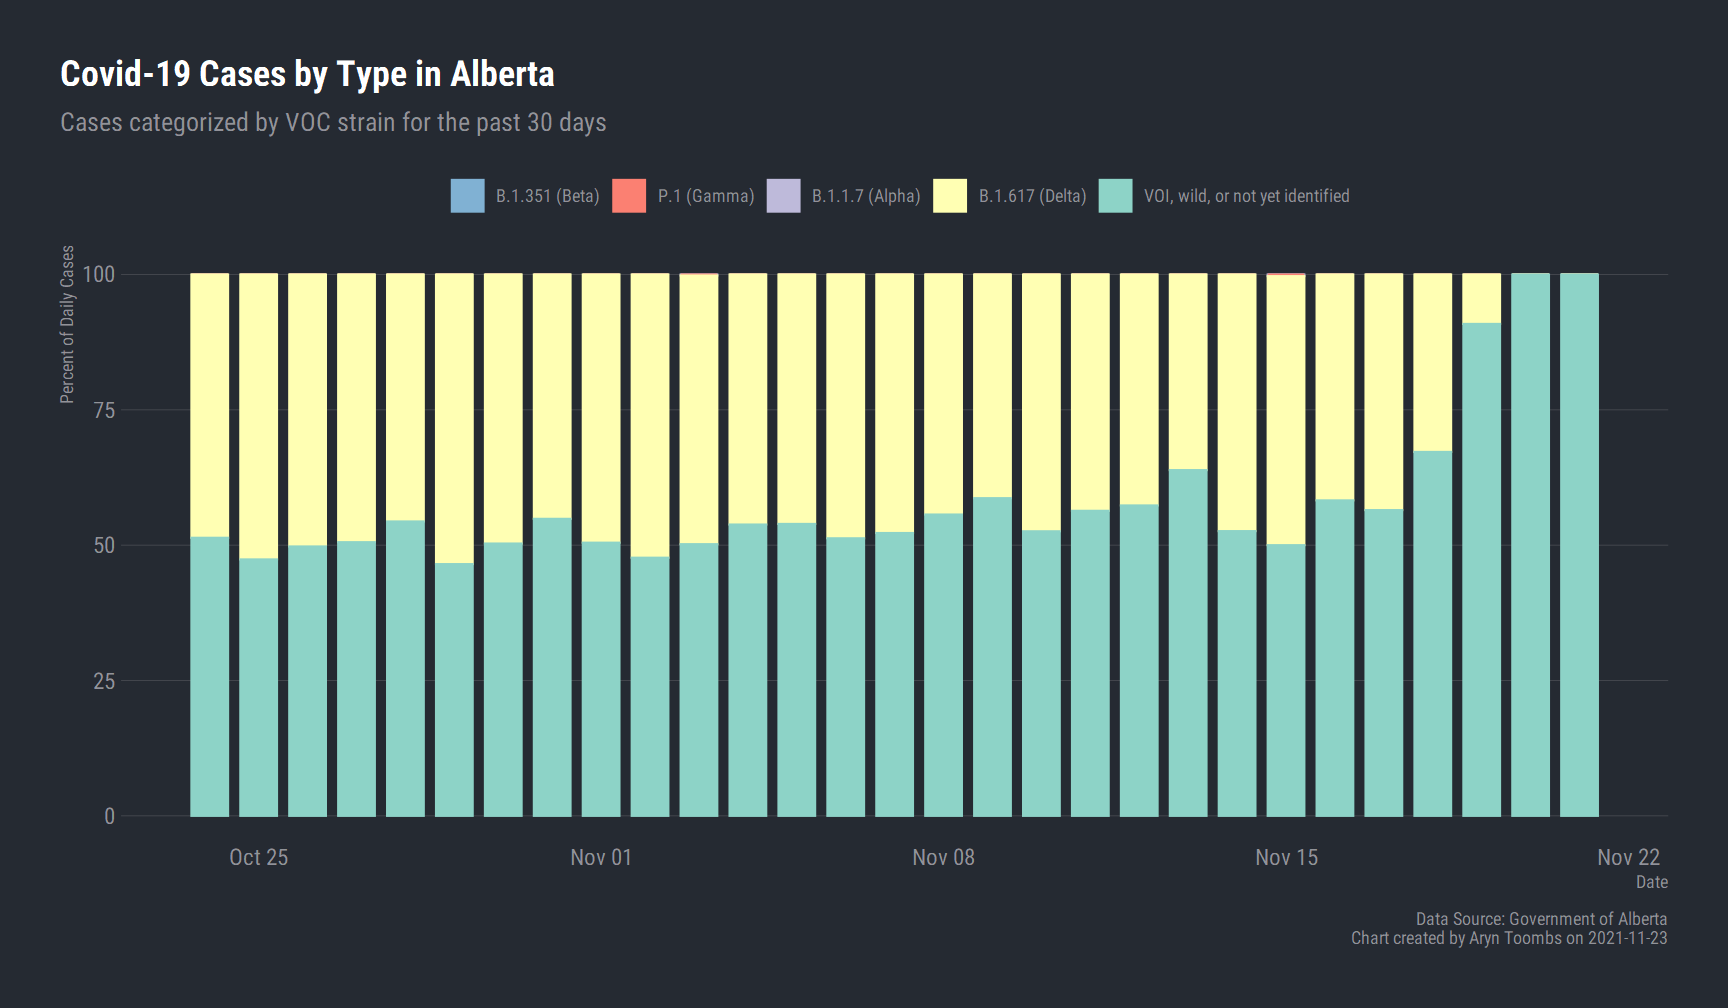 Covid-19 Cases by Type in Alberta
Cases categorized by VOC strain for the past 30 days
B.1.351 (Beta) P.1 (Gamma) B.1.1.7 (Alpha) B.1.617 (Delta) VOI, wild, or not yet identified
Percent of Daily Cases
100
75
50
25
0
Oct 25 Nov 01 Nov 08 Nov 15 Nov 22
Date
Data Source: Government of Alberta
Chart created by Aryn Toombs on 2021-11-23